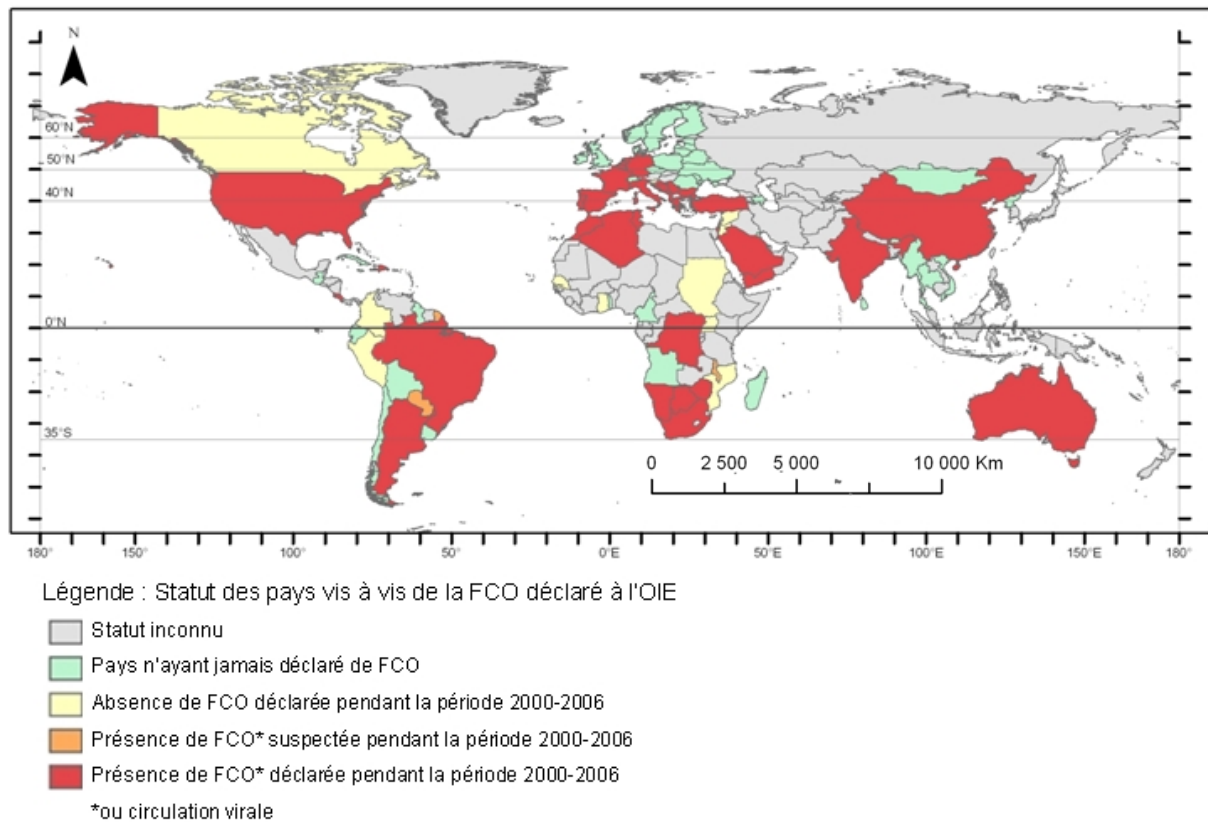 N
60°N
50°N
40°N
0°N
35°S
0 2 500 5 000 10 000 Km
180° 150° 100° 50° 0°E 50°E 100°E 150°E 180°
Légende : Statut des pays vis à vis de la FCO déclaré à l'OIE
Statut inconnu
Pays n'ayant jamais déclaré de FCO
Absence de FCO déclarée pendant la période 2000-2006
Présence de FCO* suspectée pendant la période 2000-2006
Présence de FCO* déclarée pendant la période 2000-2006
*ou circulation virale